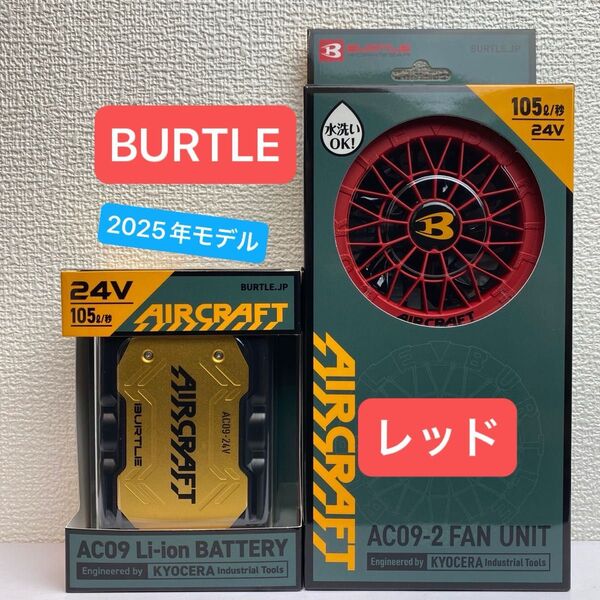 BURTLE
2025年モデル
24V
105ℓ/秒
BURTLE.JP
AIRCRAFT
AIRCRAFT
BURTLE
AC09-24V
AC09 Li-ion BATTERY
Engineered by KYOCERA Industrial Tools
BURTLE
BURTLE.JP
水洗い
OK!
105ℓ/秒
24V
B
AIRCRAFT
AIRCRAFT
レッド
AC09-2 FAN UNIT
Engineered by KYOCERA Industrial Tools